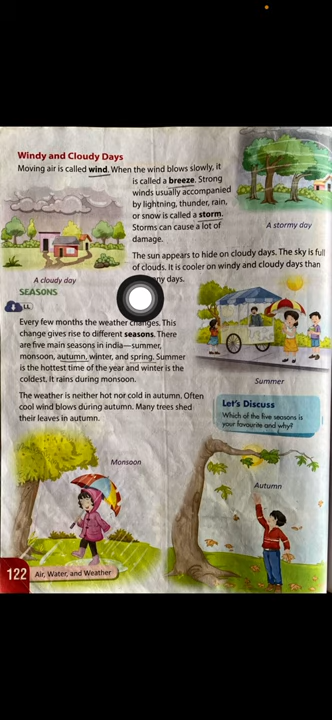 Windy and Cloudy Days
Moving air is called wind. When the wind blows slowly, it
is called a breeze. Strong
winds usually accompanied
by lightning, thunder, rain,
or snow is called a storm.
Storms can cause a lot of
damage.
A stormy day
The sun appears to hide on cloudy days. The sky is full
of clouds. It is cooler on windy and cloudy days than
days.
A cloudy day
SEASONS
LL
Every few months the weather changes. This
change gives rise to different seasons. There
are five main seasons in india—summer,
monsoon, autumn, winter, and spring. Summer
is the hottest time of the year and winter is the
coldest. It rains during monsoon.
Summer
The weather is neither hot nor cold in autumn. Often
cool wind blows during autumn. Many trees shed
their leaves in autumn.
Let's Discuss
Which of the five seasons is
your favourite and why?
Monsoon
Autumn
122 Air, Water, and Weather